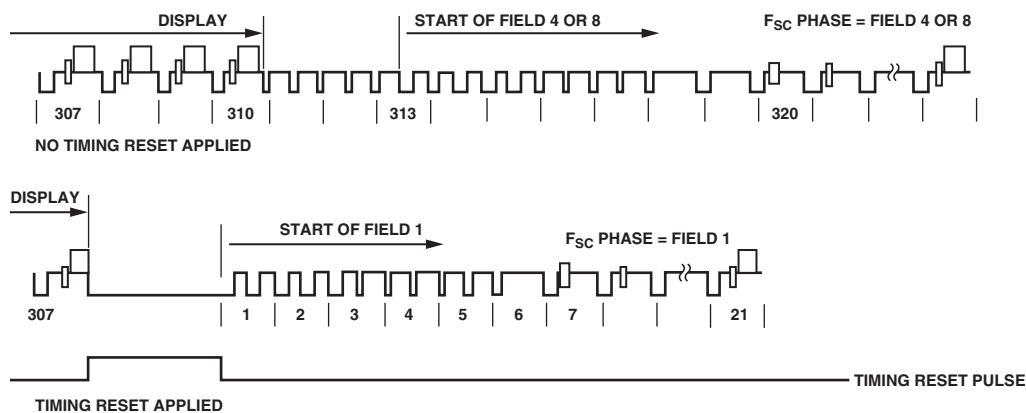 DISPLAY START OF FIELD 4 OR 8 FSC PHASE = FIELD 4 OR 8
307 310 313 320
NO TIMING RESET APPLIED
DISPLAY
START OF FIELD 1 FSC PHASE = FIELD 1
307 1 2 3 4 5 6 7 21
TIMING RESET PULSE
TIMING RESET APPLIED